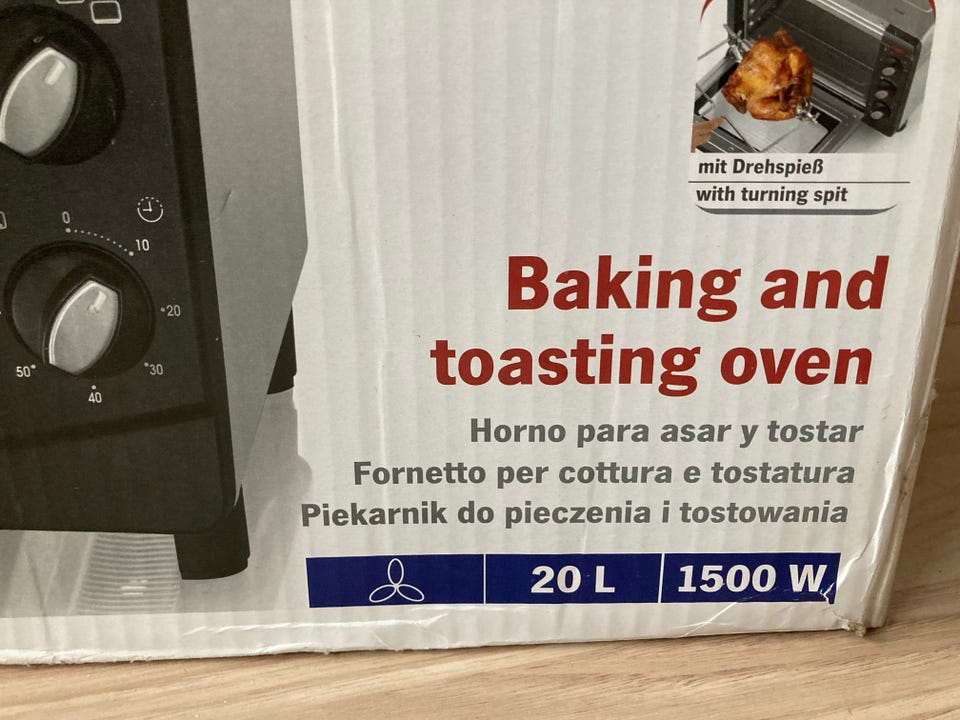 mit Drehspieß
with turning spit
0
10
20
30
40
50
Baking and
toasting oven
Horno para asar y tostar
Fornetto per cottura e tostatura
Piekarnik do pieczenia i tostowania
20 L
1500 W